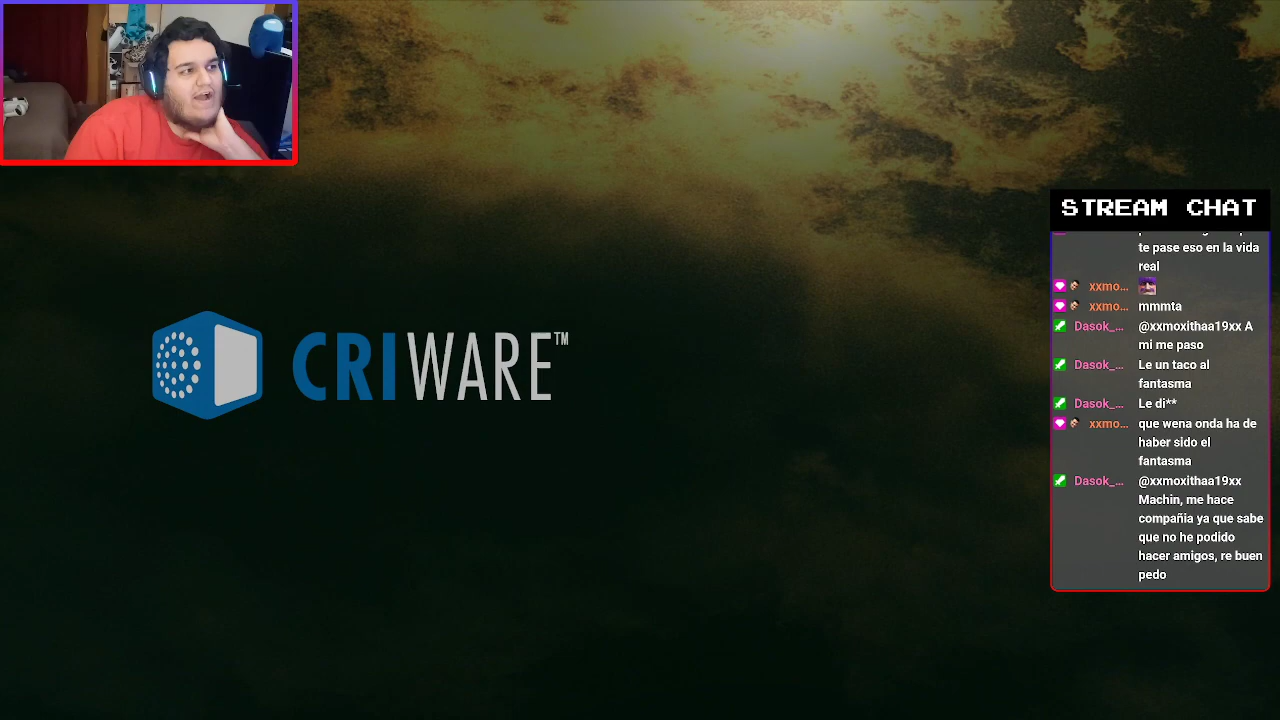 CRIWARE™
STREAM CHAT
te pase eso en la vida
real
xxmo...
xxmo... mmmta
Dasok_... @xxmoxithaa19xx A
mi me paso
Dasok_... Le un taco al
fantasma
Dasok_... Le di**
xxmo... que wena onda ha de
haber sido el
fantasma
Dasok_... @xxmoxithaa19xx
Machin, me hace
compañia ya que sabe
que no he podido
hacer amigos, re buen
pedo